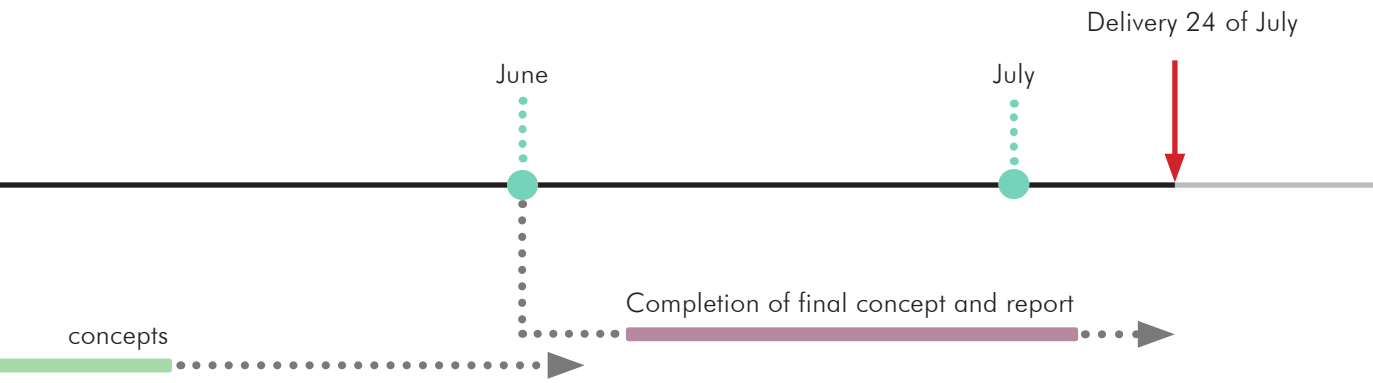 Delivery 24 of July
June
July
Completion of final concept and report
concepts